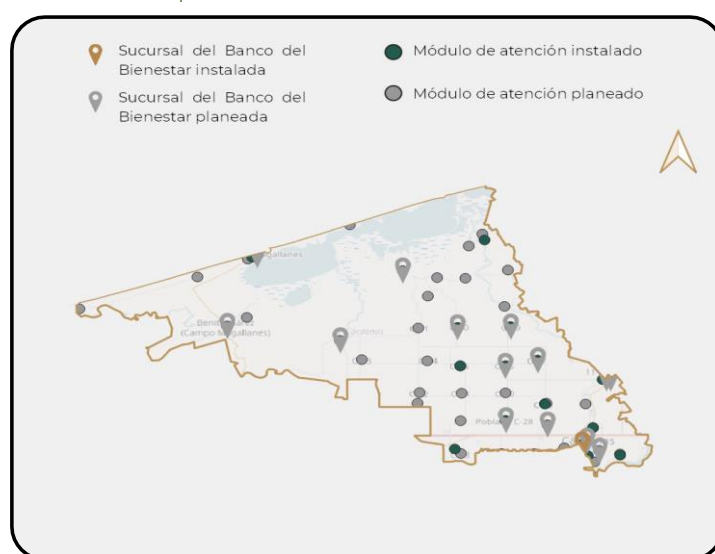 Sucursal del Banco del
Bienestar instalada
Módulo de atención instalado
Sucursal del Banco del
Bienestar planeada
Módulo de atención planeado
(Campo Magallanes)
C-28